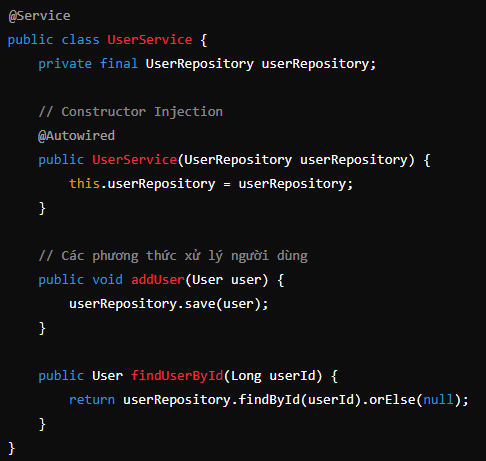 @Service
public class UserService {
    private final UserRepository userRepository;

    // Constructor Injection
    @Autowired
    public UserService(UserRepository userRepository) {
        this.userRepository = userRepository;
    }

    // Các phương thức xử lý người dùng
    public void addUser(User user) {
        userRepository.save(user);
    }

    public User findUserById(Long userId) {
        return userRepository.findById(userId).orElse(null);
    }
}